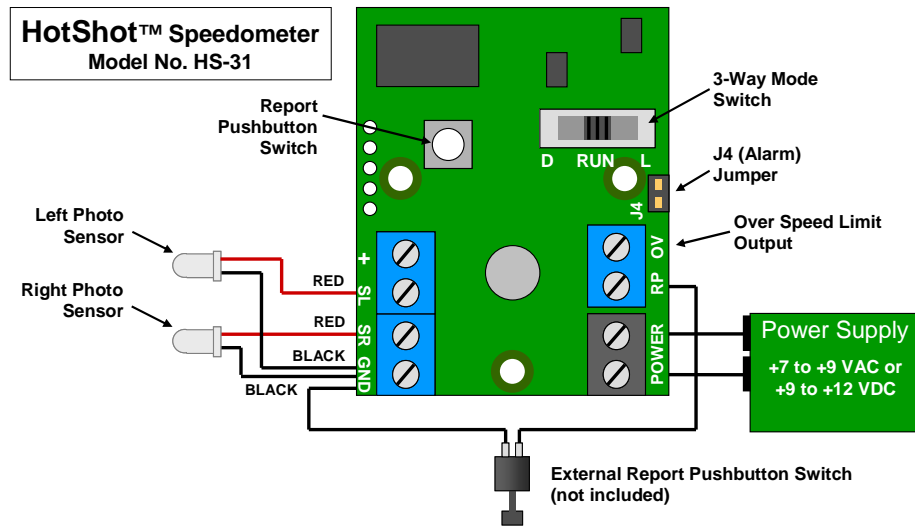 HotShot™ Speedometer
Model No. HS-31
Report
Pushbutton
Switch
3-Way Mode
Switch
D RUN L
J4 (Alarm)
Jumper
J4
Left Photo
Sensor
Over Speed Limit
Output
+
OV
RED
SL
RP
Right Photo
Sensor
RED
SR
BLACK
GND
BLACK
POWER
Power Supply
+7 to +9 VAC or
+9 to +12 VDC
External Report Pushbutton Switch
(not included)